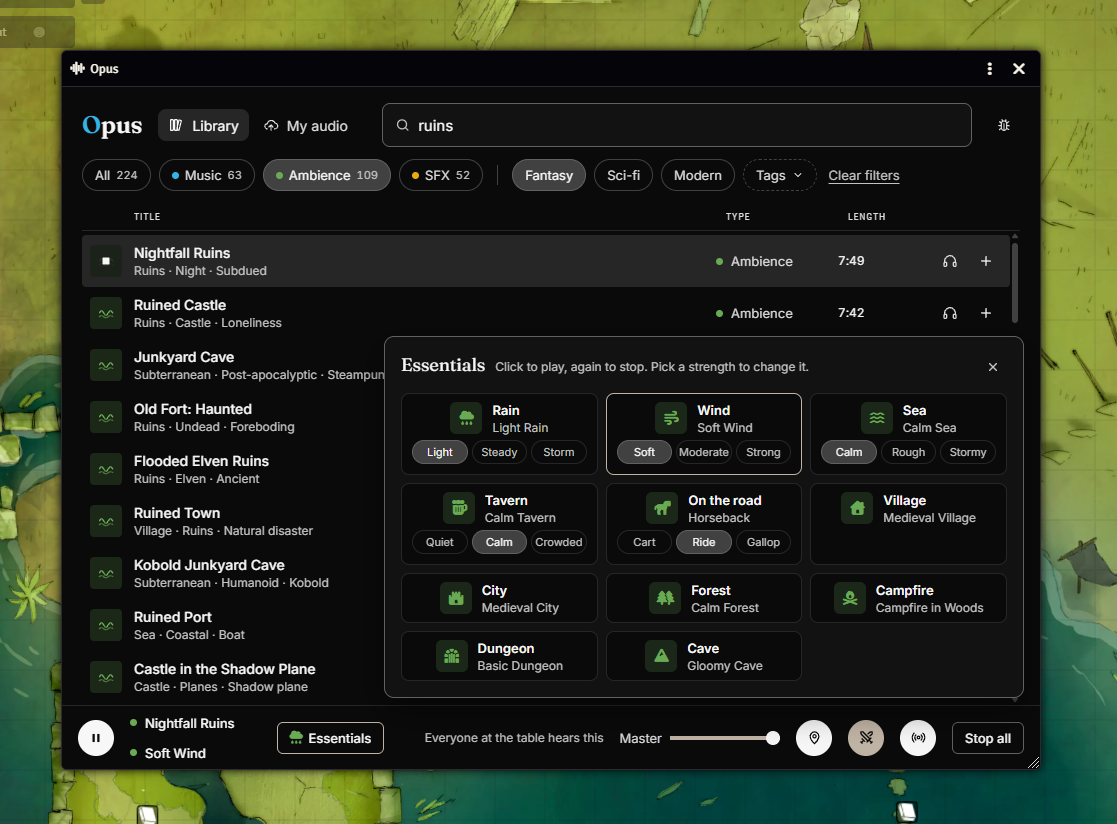 Opus
Opus
Library
My audio
ruins
All 224
Music 63
Ambience 109
SFX 52
Fantasy
Sci-fi
Modern
Tags
Clear filters
TITLE
TYPE
LENGTH
Nightfall Ruins
Ruins · Night · Subdued
Ambience
7:49
Ruined Castle
Ruins · Castle · Loneliness
Ambience
7:42
Junkyard Cave
Subterranean · Post-apocalyptic · Steampun
Old Fort: Haunted
Ruins · Undead · Foreboding
Flooded Elven Ruins
Ruins · Elven · Ancient
Ruined Town
Village · Ruins · Natural disaster
Kobold Junkyard Cave
Subterranean · Humanoid · Kobold
Ruined Port
Sea · Coastal · Boat
Castle in the Shadow Plane
Castle · Planes · Shadow plane
Essentials
Click to play, again to stop. Pick a strength to change it.
Rain
Light Rain
Light
Steady
Storm
Wind
Soft Wind
Soft
Moderate
Strong
Sea
Calm Sea
Calm
Rough
Stormy
Tavern
Calm Tavern
Quiet
Calm
Crowded
On the road
Horseback
Cart
Ride
Gallop
Village
Medieval Village
City
Medieval City
Forest
Calm Forest
Campfire
Campfire in Woods
Dungeon
Basic Dungeon
Cave
Gloomy Cave
Nightfall Ruins
Soft Wind
Essentials
Everyone at the table hears this
Master
Stop all